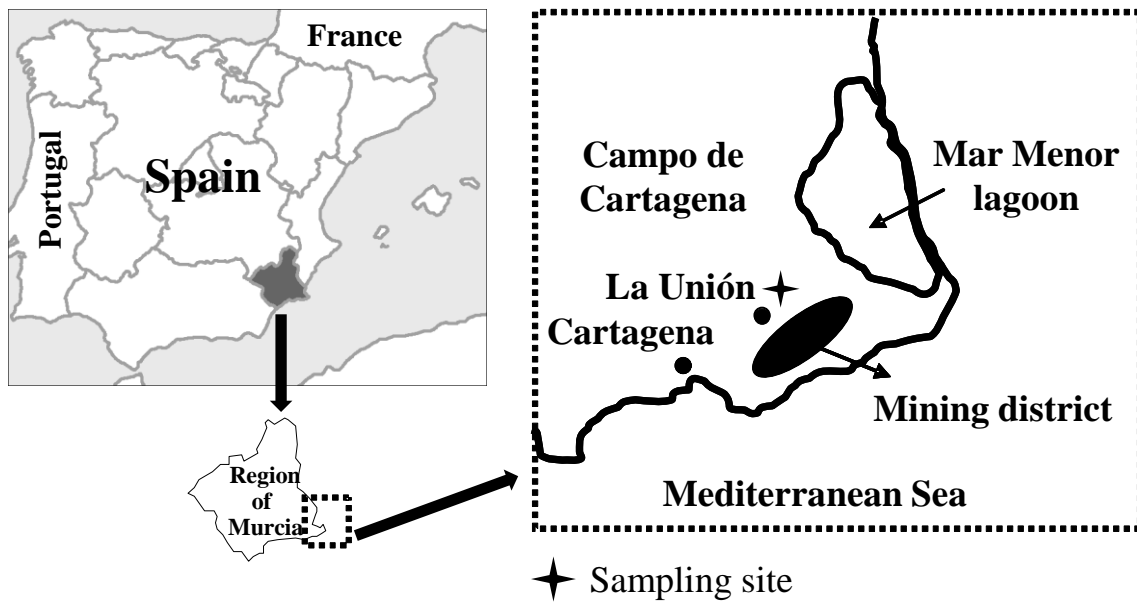 France
Portugal
Spain
Region
of
Murcia
Campo de
Cartagena
Mar Menor
lagoon
La Unión
Cartagena
Mining district
Mediterranean Sea
Sampling site